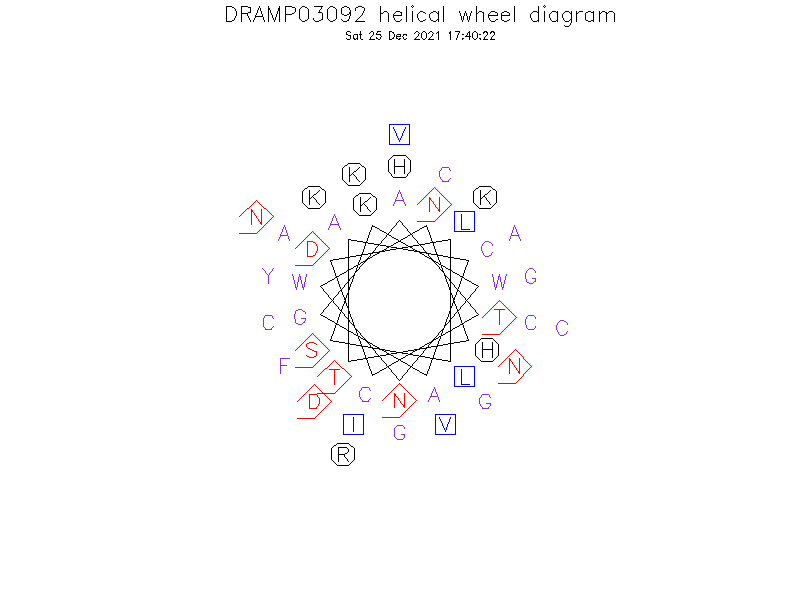 DRAMP03092 helical wheel diagram
Sat 25 Dec 2021 17:40:22
V
H
K C
A
K K N K
N A L
A D C A
Y W W G
C G T C C
S H
F T L N
D C N A G
I G V
R